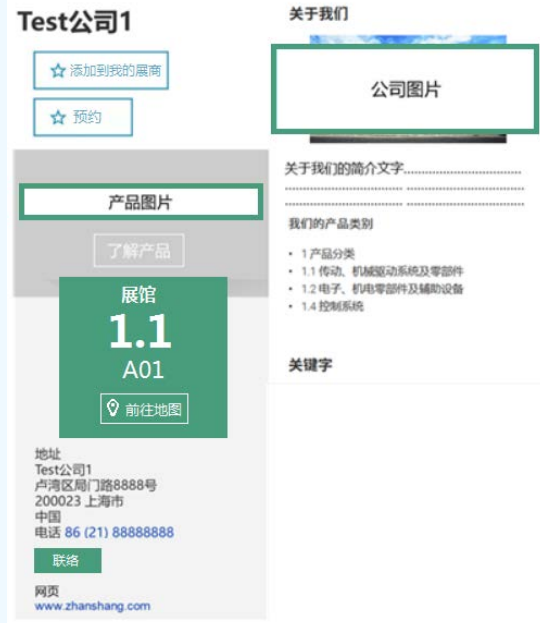 Test公司1
添加到我的展商
预约
产品图片
了解产品
展馆
1.1
A01
前往地图
地址
Test公司1
卢湾区局门路8888号
200023 上海市
中国
电话 86 (21) 88888888
联络
网页
www.zhanshang.com
关于我们
公司图片
关于我们的简介文字................................
我们的产品类别
• 1 产品分类
• 1.1 传动、机械驱动系统及零部件
• 1.2 电子、机电零部件及辅助设备
• 1.4 控制系统
关键字